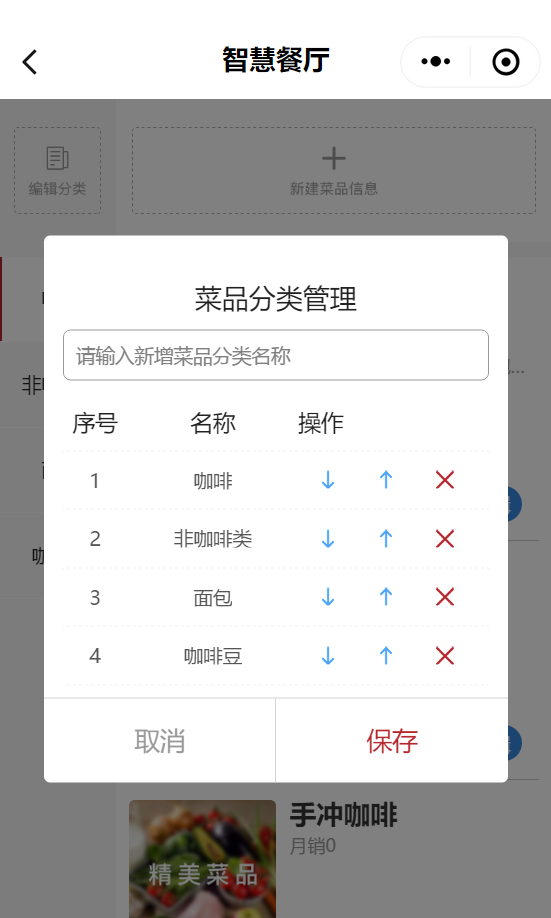 智慧餐厅
编辑分类
新建菜品信息
菜品分类管理
请输入新增菜品分类名称
序号 名称 操作
1 咖啡 ↓ ↑ ×
2 非咖啡类 ↓ ↑ ×
3 面包 ↓ ↑ ×
4 咖啡豆 ↓ ↑ ×
取消 保存
手冲咖啡
月销0
精美菜品